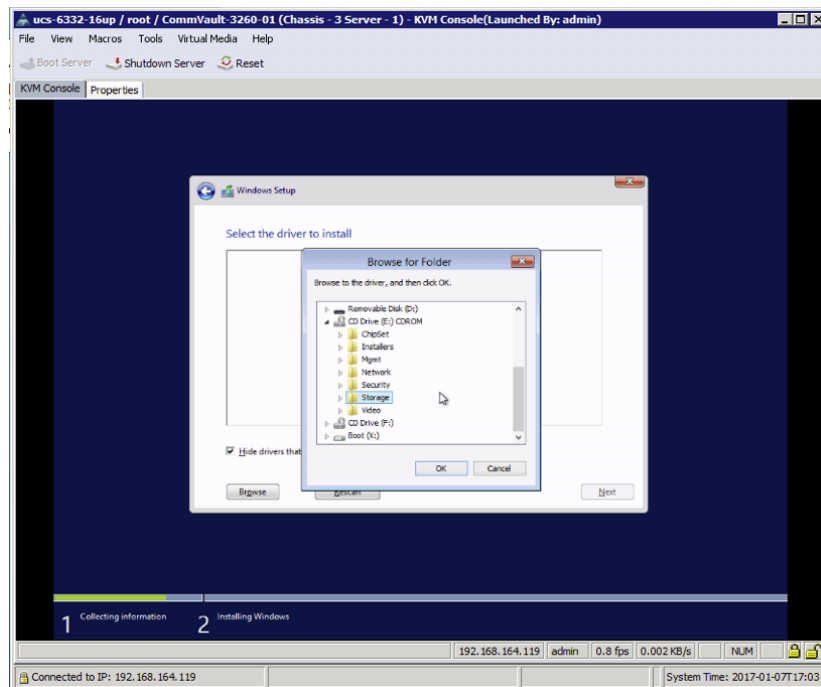 ucs-6332-16up / root / CommVault-3260-01 (Chassis - 3 Server - 1) - KVM Console(Launched By: admin)
File View Macros Tools Virtual Media Help
Boot Server Shutdown Server Reset
KVM Console Properties
Windows Setup
Select the driver to install
Browse for Folder
Browse to the driver, and then click OK.
Removable Disk (D:)
CD Drive (E:) CDROM
ChipSet
Installers
Mgmt
Network
Security
Storage
Video
CD Drive (F:)
Boot (X:)
Hide drivers that
OK Cancel
Browse Rescan Next
1 Collecting information 2 Installing Windows
192.168.164.119 admin 0.8 fps 0.002 KB/s NUM
Connected to IP: 192.168.164.119 System Time: 2017-01-07T17:03